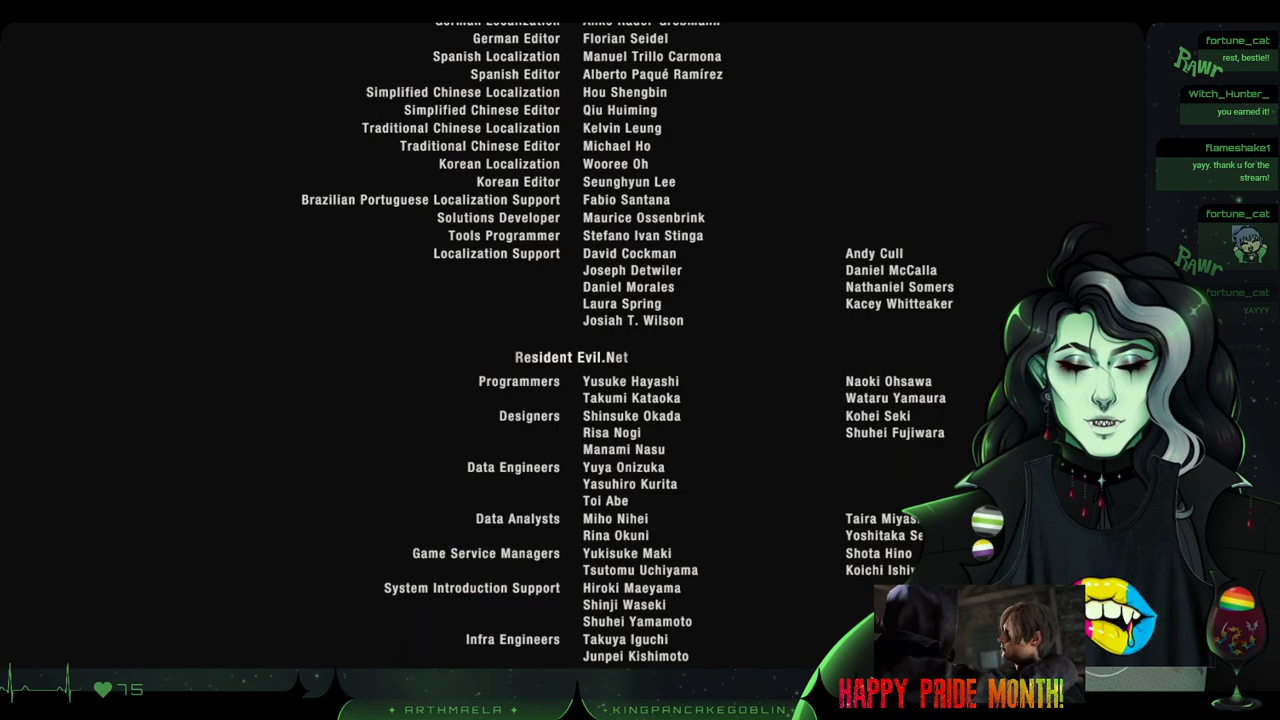 German Localization
German Editor Florian Seidel
Spanish Localization Manuel Trillo Carmona
Spanish Editor Alberto Paqué Ramírez
Simplified Chinese Localization Hou Shengbin
Simplified Chinese Editor Qiu Huiming
Traditional Chinese Localization Kelvin Leung
Traditional Chinese Editor Michael Ho
Korean Localization Wooree Oh
Korean Editor Seunghyun Lee
Brazilian Portuguese Localization Support Fabio Santana
Solutions Developer Maurice Ossenbrink
Tools Programmer Stefano Ivan Stinga
Localization Support David Cockman Andy Cull
Joseph Detwiler Daniel McCalla
Daniel Morales Nathaniel Somers
Laura Spring Kacey Whitteaker
Josiah T. Wilson
Resident Evil.Net
Programmers Yusuke Hayashi Naoki Ohsawa
Takumi Kataoka Wataru Yamaura
Designers Shinsuke Okada Kohei Seki
Risa Nogi Shuhei Fujiwara
Manami Nasu
Data Engineers Yuya Onizuka
Yasuhiro Kurita
Toi Abe
Data Analysts Miho Nihei Taira
Rina Okuni Yoshitaka
Game Service Managers Yukisuke Maki Shota Hino
Tsutomu Uchiyama Koichi
System Introduction Support Hiroki Maeyama
Shinji Waseki
Shuhei Yamamoto
Infra Engineers Takuya Iguchi
Junpei Kishimoto
fortune_cat
rest, bestie!!
RAWr
Witch_Hunter_
you earned it!
flameshake1
yayy. thank u for the
stream!
fortune_cat
RAWr
fortune_cat
YAYYY
75
ARTHMAELA
KINGPANCAKEGOBLIN
HAPPY PRIDE MONTH!